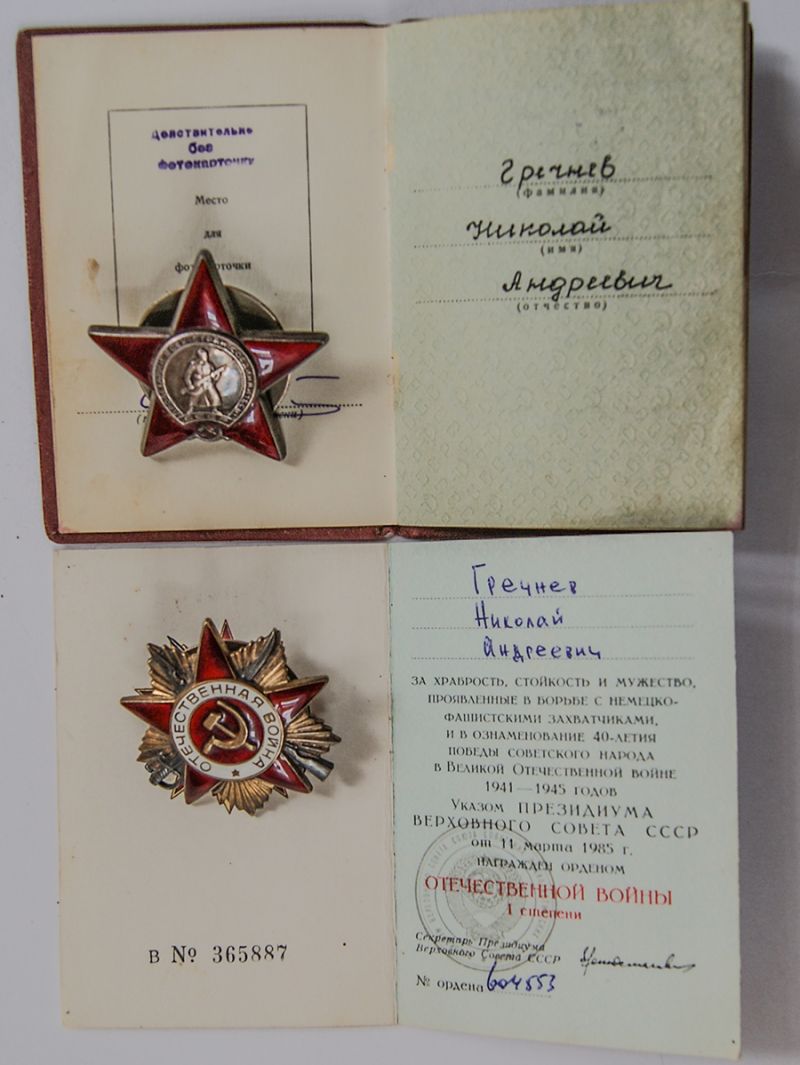 Действительно
без
фотокарточки
Место
для
Гречнев
(фамилия)
Николай
(имя)
Андреевич
(отчество)
ОТЕЧЕСТВЕННАЯ ВОЙНА
В № 365887
Гречнев
Николай
Андреевич
ЗА ХРАБРОСТЬ, СТОЙКОСТЬ И МУЖЕСТВО,
ПРОЯВЛЕННЫЕ В БОРЬБЕ С НЕМЕЦКО-
ФАШИСТСКИМИ ЗАХВАТЧИКАМИ,
И В ОЗНАМЕНОВАНИЕ 40-ЛЕТИЯ
ПОБЕДЫ СОВЕТСКОГО НАРОДА
В ВЕЛИКОЙ ОТЕЧЕСТВЕННОЙ ВОЙНЕ
1941—1945 ГОДОВ
УКАЗОМ ПРЕЗИДИУМА
ВЕРХОВНОГО СОВЕТА СССР
от 11 марта 1985 г.
НАГРАЖДЕН ОРДЕНОМ
ОТЕЧЕСТВЕННОЙ ВОЙНЫ
I степени
Секретарь Президиума
Верховного Совета СССР
№ ордена 604553